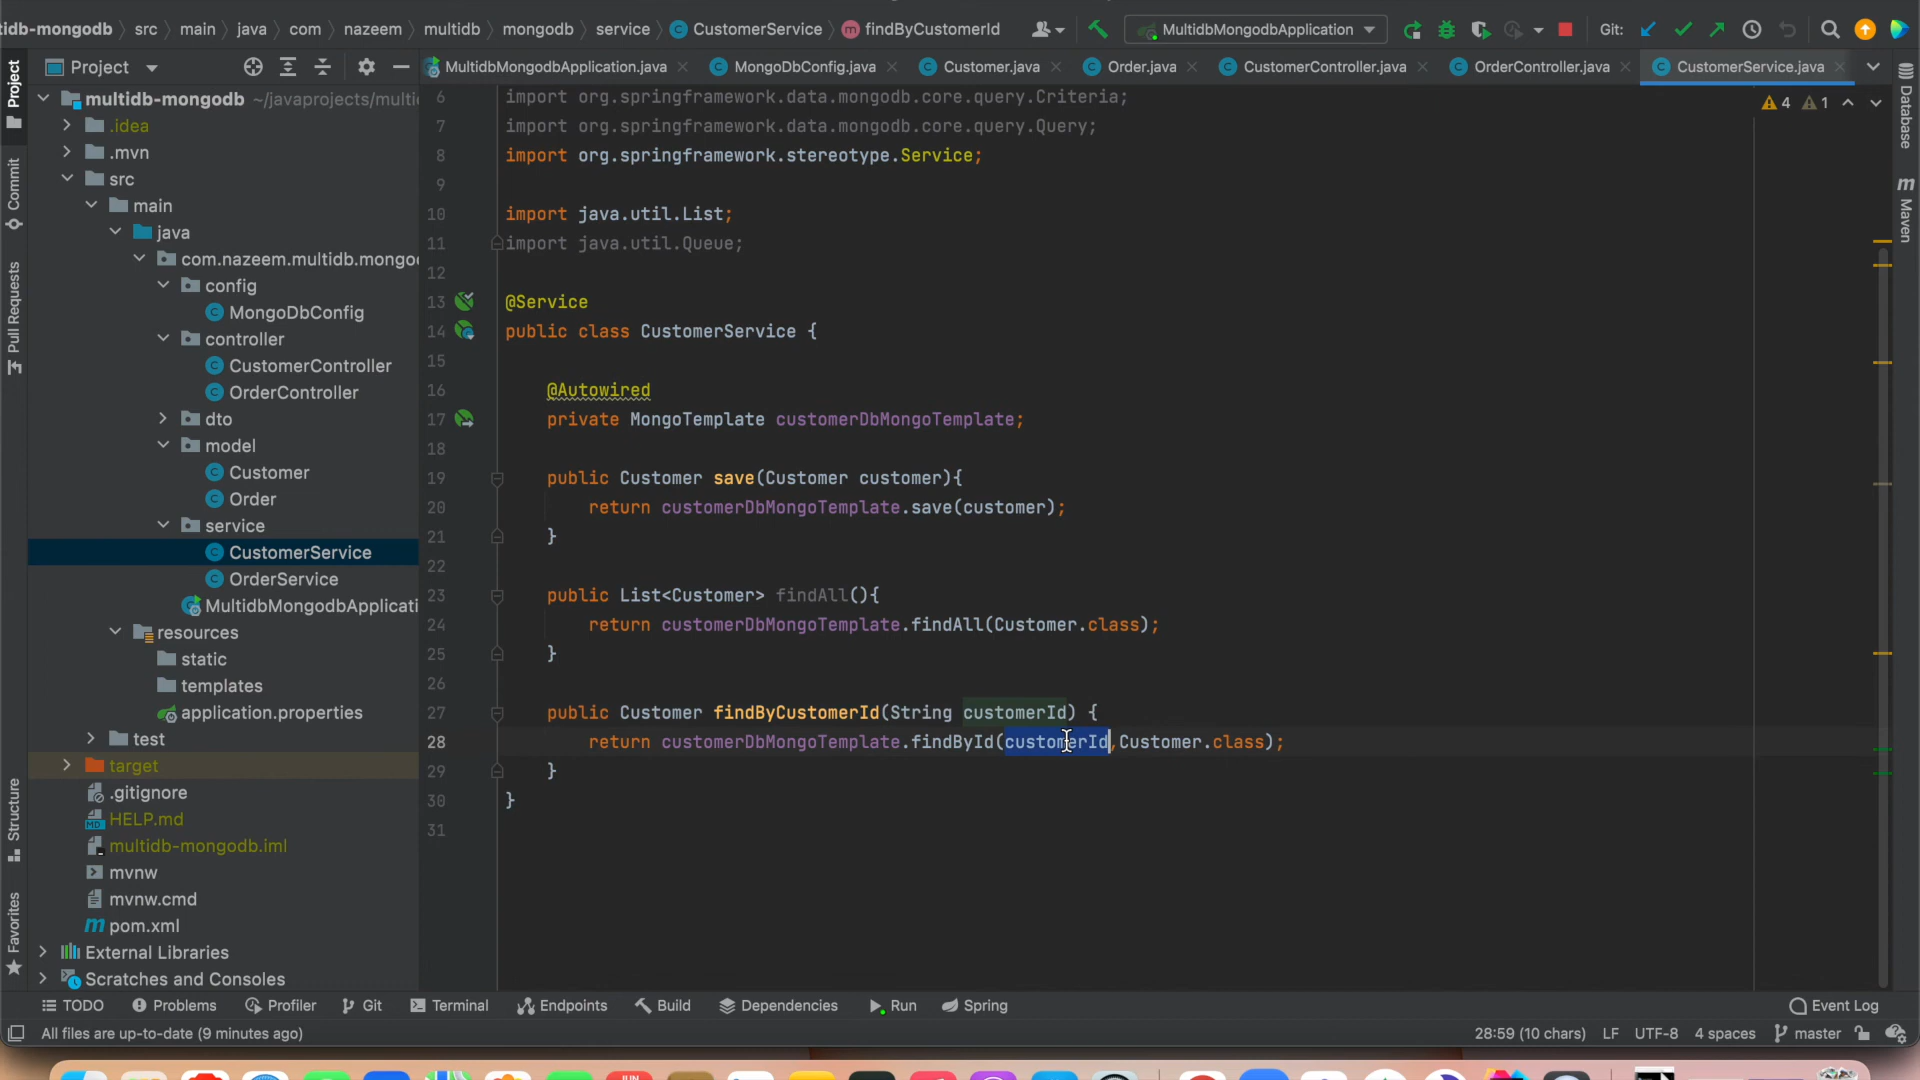 idb-mongodb › src › main › java › com › nazeem › multidb › mongodb › service › CustomerService › findByCustomerId MultidbMongodbApplication Git:
Project MultidbMongodbApplication.java MongoDbConfig.java Customer.java Order.java CustomerController.java OrderController.java CustomerService.java
Project
Commit
Pull Requests
Structure
Favorites
multidb-mongodb ~/javaprojects/multi
.idea
.mvn
src
main
java
com.nazeem.multidb.mongo
config
MongoDbConfig
controller
CustomerController
OrderController
dto
model
Customer
Order
service
CustomerService
OrderService
MultidbMongodbApplicati
resources
static
templates
application.properties
test
target
.gitignore
HELP.md
multidb-mongodb.iml
mvnw
mvnw.cmd
pom.xml
External Libraries
Scratches and Consoles
4 1
6 import org.springframework.data.mongodb.core.query.Criteria;
7 import org.springframework.data.mongodb.core.query.Query;
8 import org.springframework.stereotype.Service;
9
10 import java.util.List;
11 import java.util.Queue;
12
13 @Service
14 public class CustomerService {
15
16 @Autowired
17 private MongoTemplate customerDbMongoTemplate;
18
19 public Customer save(Customer customer){
20 return customerDbMongoTemplate.save(customer);
21 }
22
23 public List<Customer> findAll(){
24 return customerDbMongoTemplate.findAll(Customer.class);
25 }
26
27 public Customer findByCustomerId(String customerId) {
28 return customerDbMongoTemplate.findById(customerId,Customer.class);
29 }
30 }
31
Database
Maven
TODO Problems Profiler Git Terminal Endpoints Build Dependencies Run Spring Event Log
All files are up-to-date (9 minutes ago) 28:59 (10 chars) LF UTF-8 4 spaces master
JUN